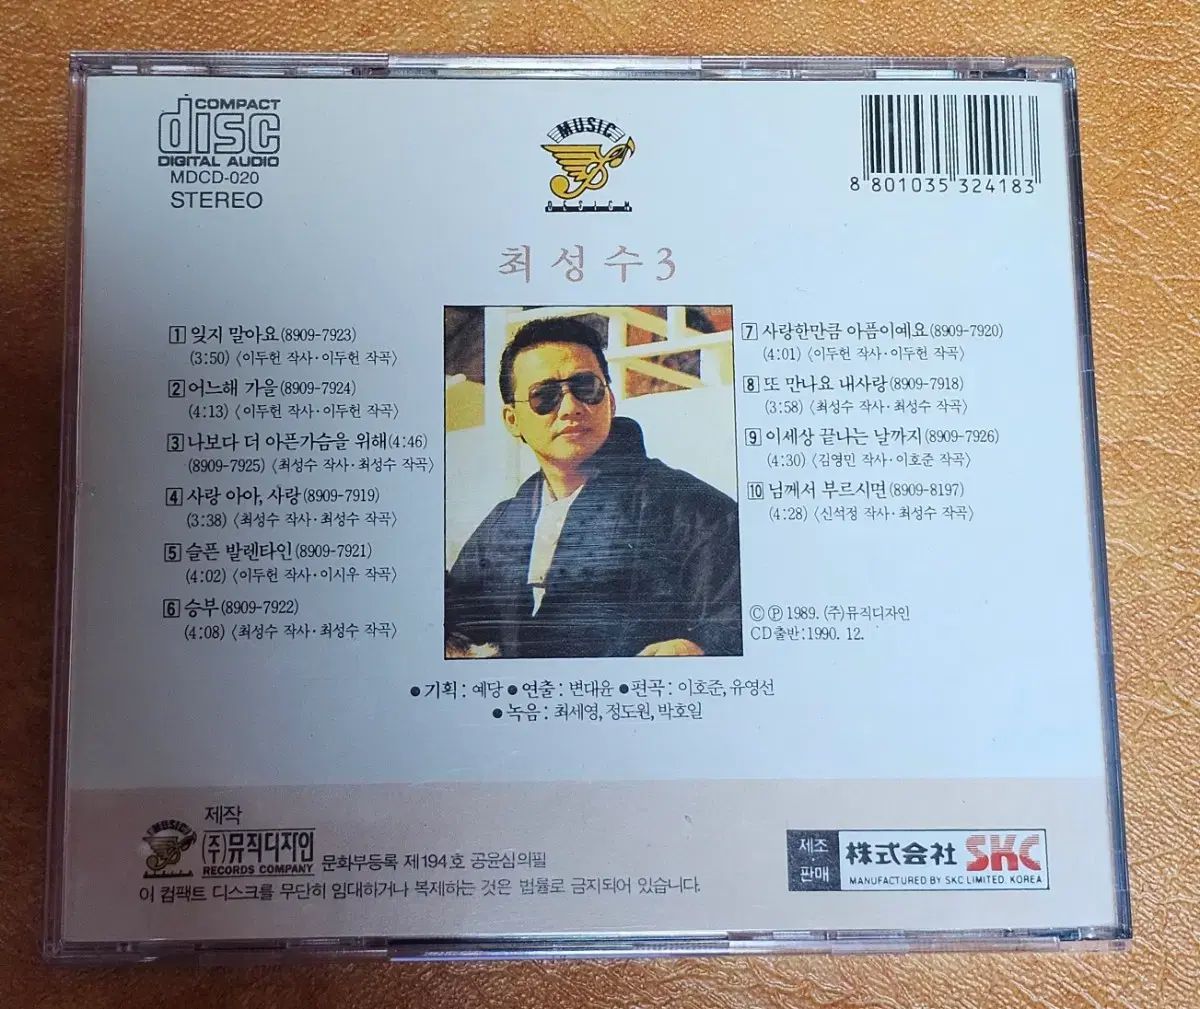 COMPACT
disc
DIGITAL AUDIO
MDCD-020
STEREO
MUSIC
DESIGN
8 801035 324183
최성수 3
1 잊지 말아요(8909-7923)
(3:50) 〈이두헌 작사·이두헌 작곡〉
2 어느해 가을(8909-7924)
(4:13) 〈이두헌 작사·이두헌 작곡〉
3 나보다 더 아픈가슴을 위해(4:46)
(8909-7925) 〈최성수 작사·최성수 작곡〉
4 사랑 아야, 사랑(8909-7919)
(3:38) 〈최성수 작사·최성수 작곡〉
5 슬픈 발렌타인(8909-7921)
(4:02) 〈이두헌 작사·이시우 작곡〉
6 승부(8909-7922)
(4:08) 〈최성수 작사·최성수 작곡〉
7 사랑한만큼 아픔이예요(8909-7920)
(4:01) 〈이두헌 작사·이두헌 작곡〉
8 또 만나요 내사랑(8909-7918)
(3:58) 〈최성수 작사·최성수 작곡〉
9 이세상 끝나는 날까지(8909-7926)
(4:30) 〈김영민 작사·이호준 작곡〉
10 님께서 부르시면(8909-8197)
(4:28) 〈신석정 작사·최성수 작곡〉
Ⓒ Ⓟ 1989. (주)뮤직디자인
CD출반:1990. 12.
●기획: 예당 ●연출: 변대윤 ●편곡: 이호준, 유영선
●녹음: 최세영, 정도원, 박호일
제작
MUSIC
(주)뮤직디자인
RECORDS COMPANY
문화부등록 제194호 공윤심의필
이 컴팩트 디스크를 무단히 임대하거나 복제하는 것은 법률로 금지되어 있습니다.
제조·판매
株式会社 SKC
MANUFACTURED BY SKC LIMITED. KOREA